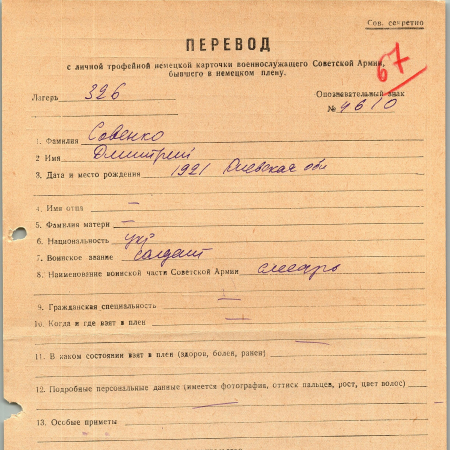 Сов. секретно
ПЕРЕВОД
с личной трофейной немецкой карточки военнослужащего Советской Армии,
бывшего в немецком плену.
67
Лагерь 326
Опознавательный знак
№ 4610
1. Фамилия Совенко
2 Имя Дмитрий
3. Дата и место рождения 1921 Киевская обл
4. Имя отца —
5. Фамилия матери —
6. Национальность укр
7. Воинское звание солдат
8. Наименование воинской части Советской Армии слесарь
9. Гражданская специальность —
10. Когда и где взят в плен —
11. В каком состоянии взят в плен (здоров, болен, ранен) —
12. Подробные персональные данные (имеется фотография, оттиск пальцев, рост, цвет волос)
—
13. Особые приметы —